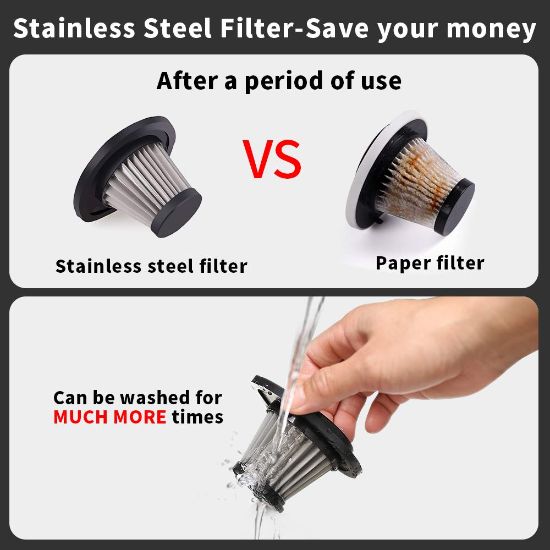 Stainless Steel Filter-Save your money
After a period of use
VS
Stainless steel filter
Paper filter
Can be washed for
MUCH MORE times